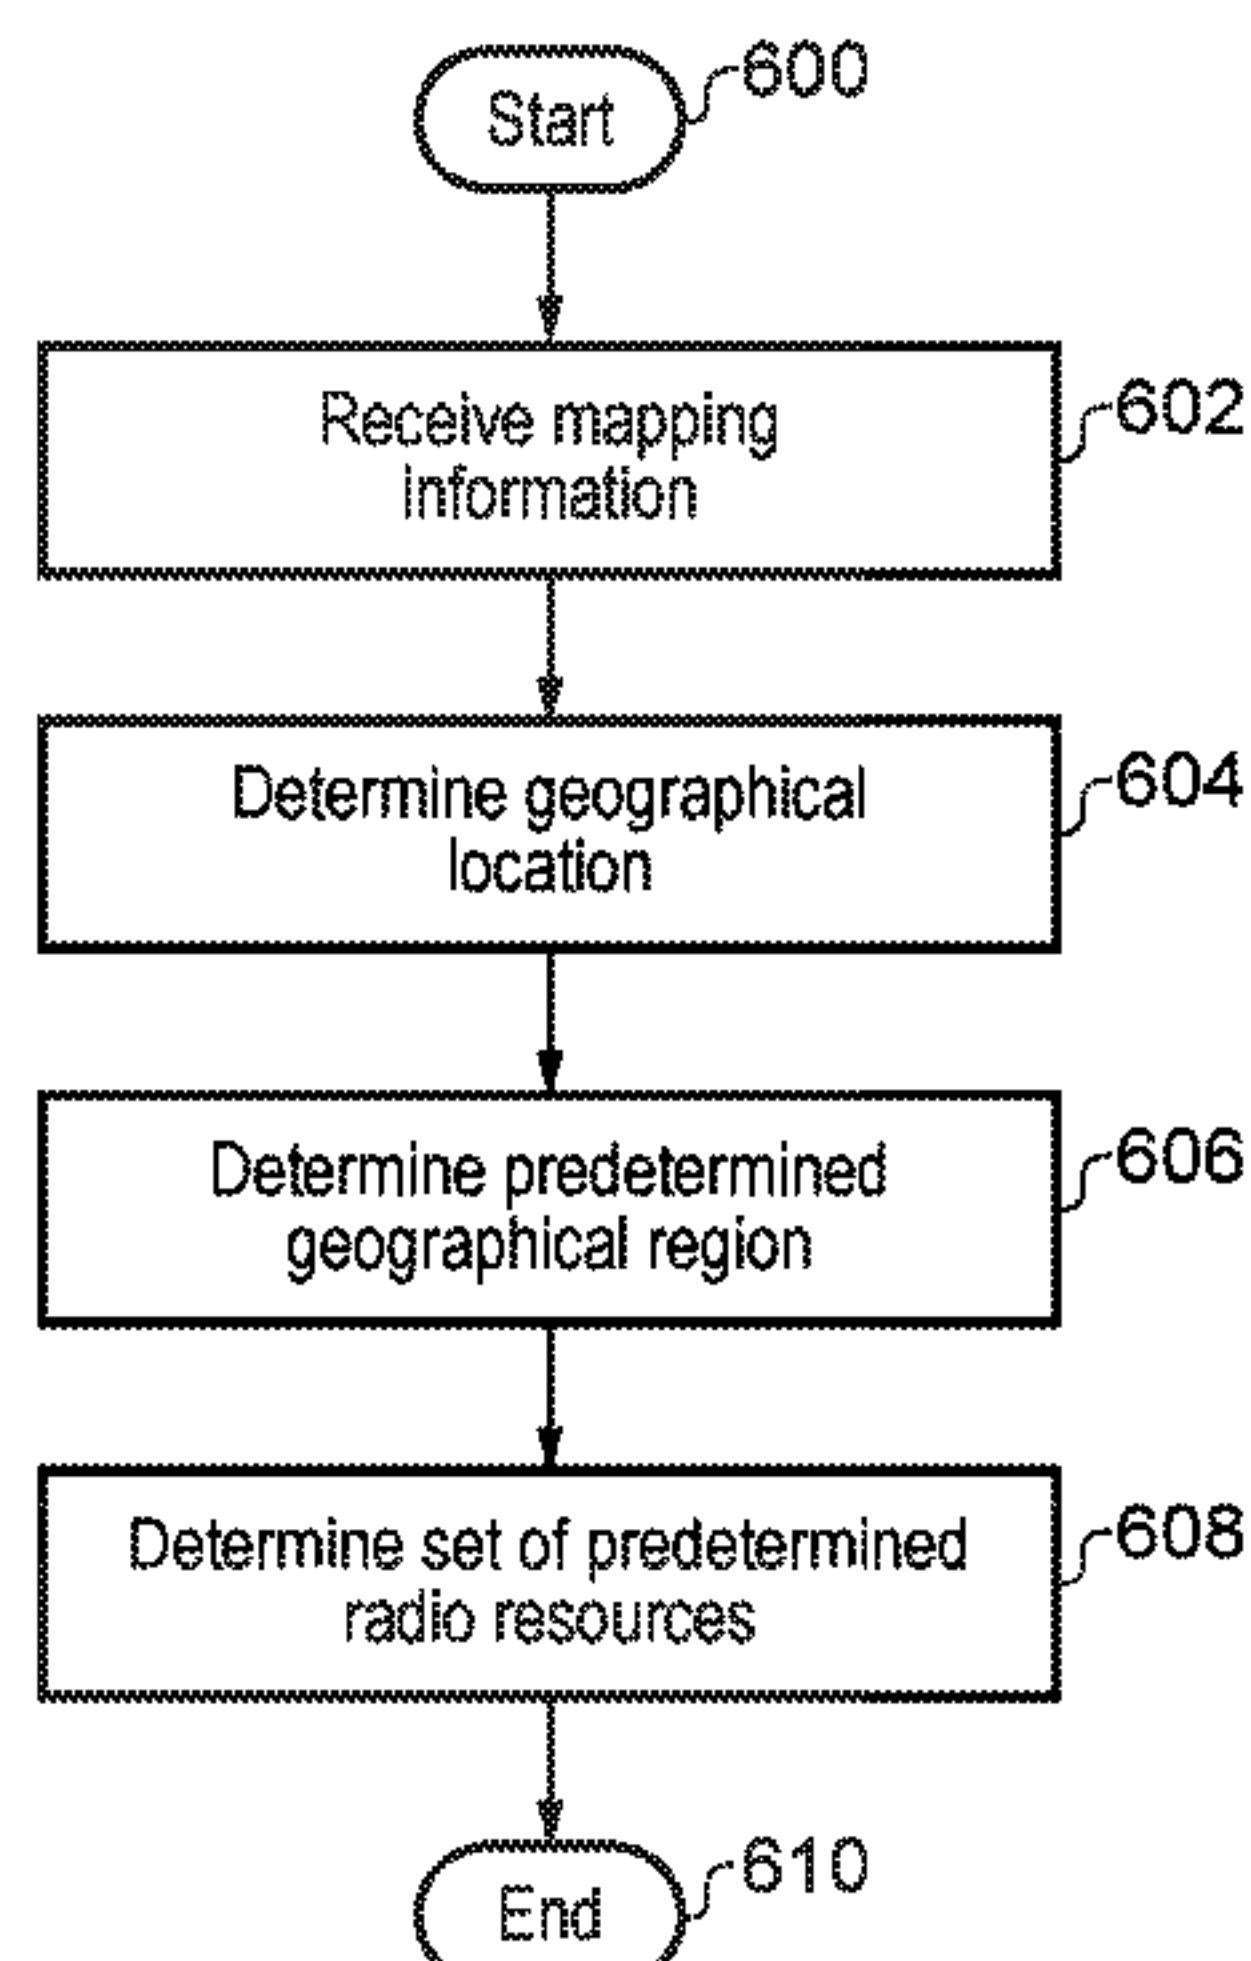 Start
600
Receive mapping
information
602
Determine geographical
location
604
Determine predetermined
geographical region
606
Determine set of predetermined
radio resources
608
End
610